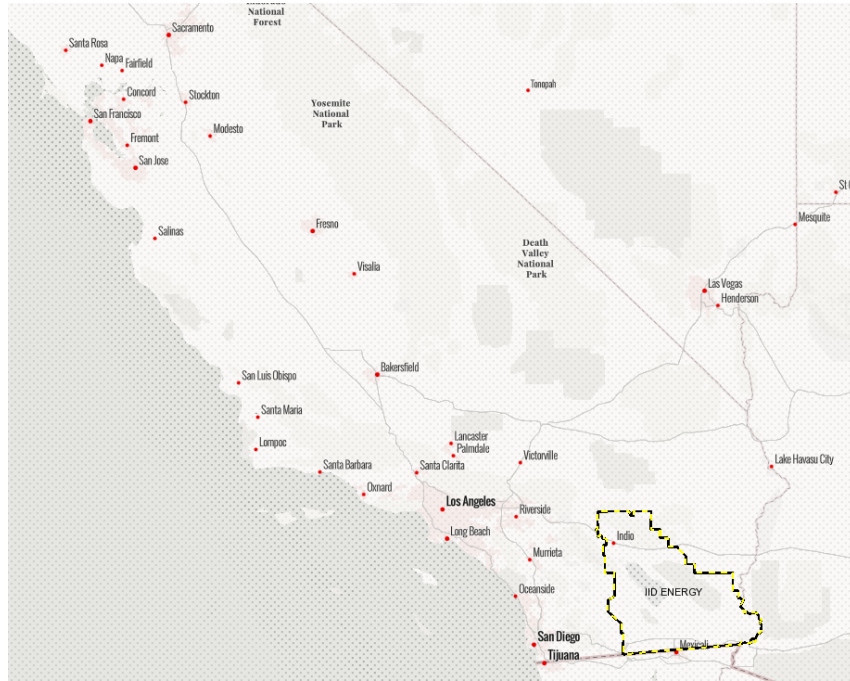 National
Forest
Sacramento
Santa Rosa
Napa
Fairfield
Tonopah
Concord
Stockton
Yosemite
National
Park
San Francisco
Modesto
Fremont
San Jose
Mesquite
Fresno
Salinas
Death
Valley
National
Park
Visalia
Las Vegas
Henderson
Bakersfield
San Luis Obispo
Santa Maria
Lancaster
Palmdale
Lompoc
Victorville
Lake Havasu City
Santa Barbara
Santa Clarita
Oxnard
Los Angeles
Riverside
Long Beach
Indio
Murrieta
Oceanside
IID ENERGY
San Diego
Mexicali
Tijuana